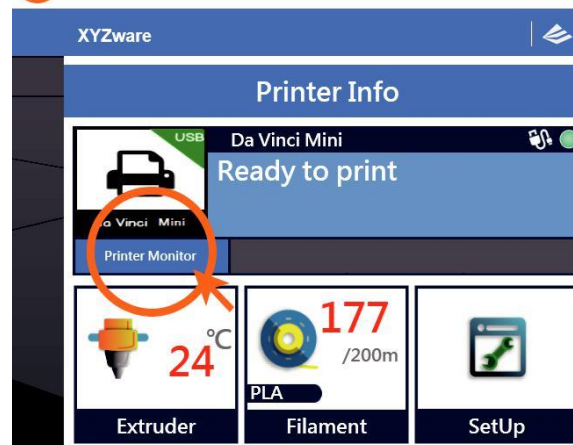 XYZware
Printer Info
USB
Da Vinci Mini
Ready to print
Da Vinci Mini
Printer Monitor
24°C
177
/200m
PLA
Extruder
Filament
SetUp